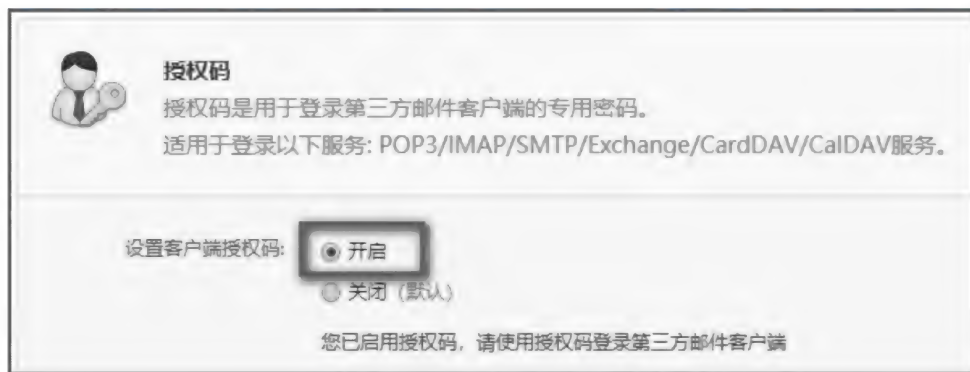 授权码
授权码是用于登录第三方邮件客户端的专用密码。
适用于登录以下服务: POP3/IMAP/SMTP/Exchange/CardDAV/CalDAV服务。
设置客户端授权码: 开启
关闭 (默认)
您已启用授权码，请使用授权码登录第三方邮件客户端